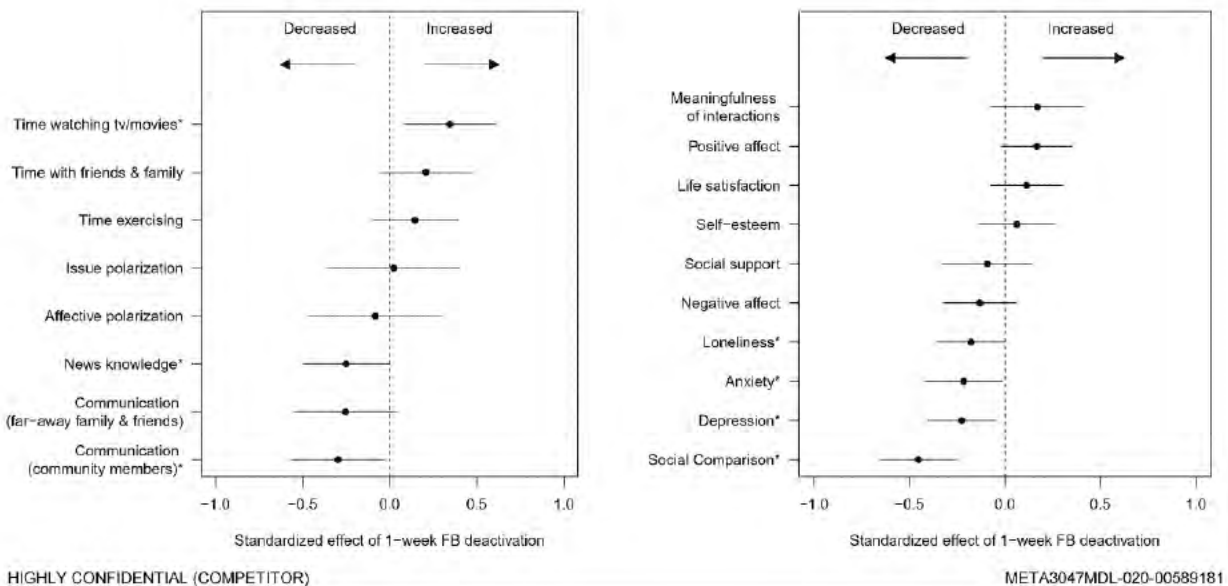 Decreased Increased
Time watching tv/movies*
Time with friends & family
Time exercising
Issue polarization
Affective polarization
News knowledge*
Communication
(far-away family & friends)
Communication
(community members)*
-1.0 -0.5 0.0 0.5 1.0
Standardized effect of 1-week FB deactivation
Decreased Increased
Meaningfulness
of interactions
Positive affect
Life satisfaction
Self-esteem
Social support
Negative affect
Loneliness*
Anxiety*
Depression*
Social Comparison*
-1.0 -0.5 0.0 0.5 1.0
Standardized effect of 1-week FB deactivation
HIGHLY CONFIDENTIAL (COMPETITOR)
META3047MDL-020-00589181